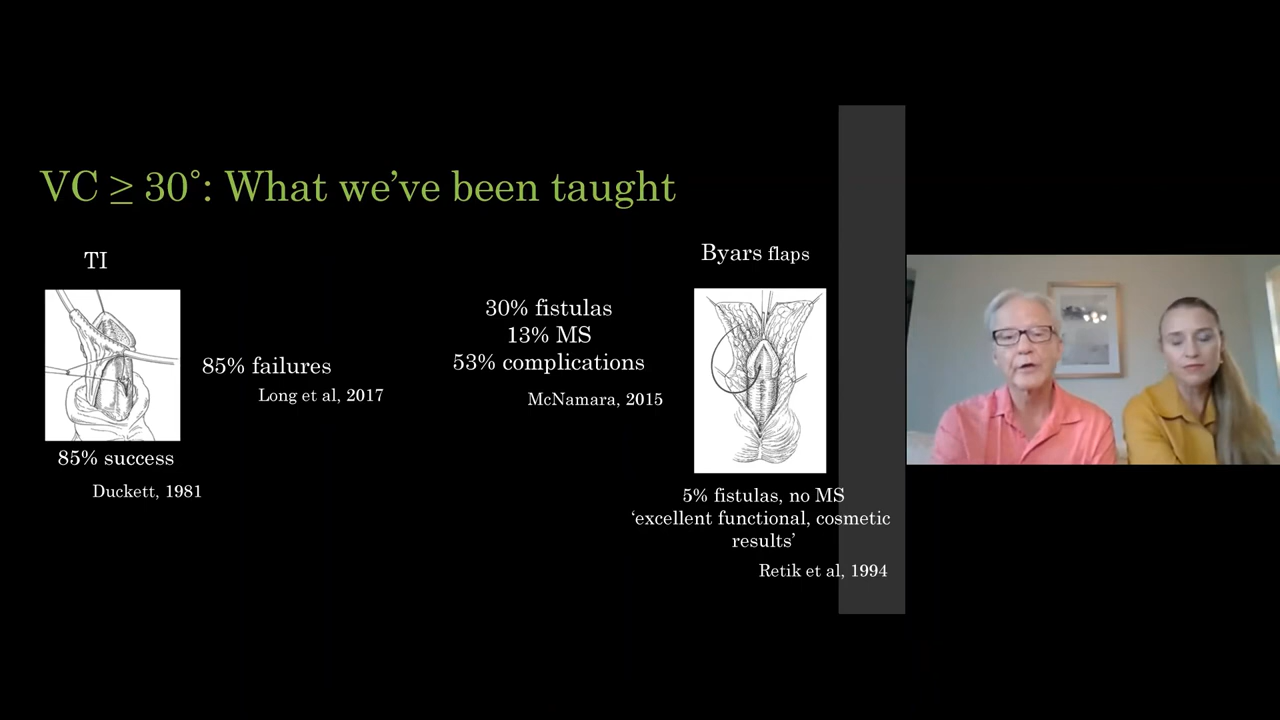 VC ≥ 30˚: What we’ve been taught
TI
85% failures
Long et al, 2017
85% success
Duckett, 1981
30% fistulas
13% MS
53% complications
McNamara, 2015
Byars flaps
5% fistulas, no MS
‘excellent functional, cosmetic
results’
Retik et al, 1994